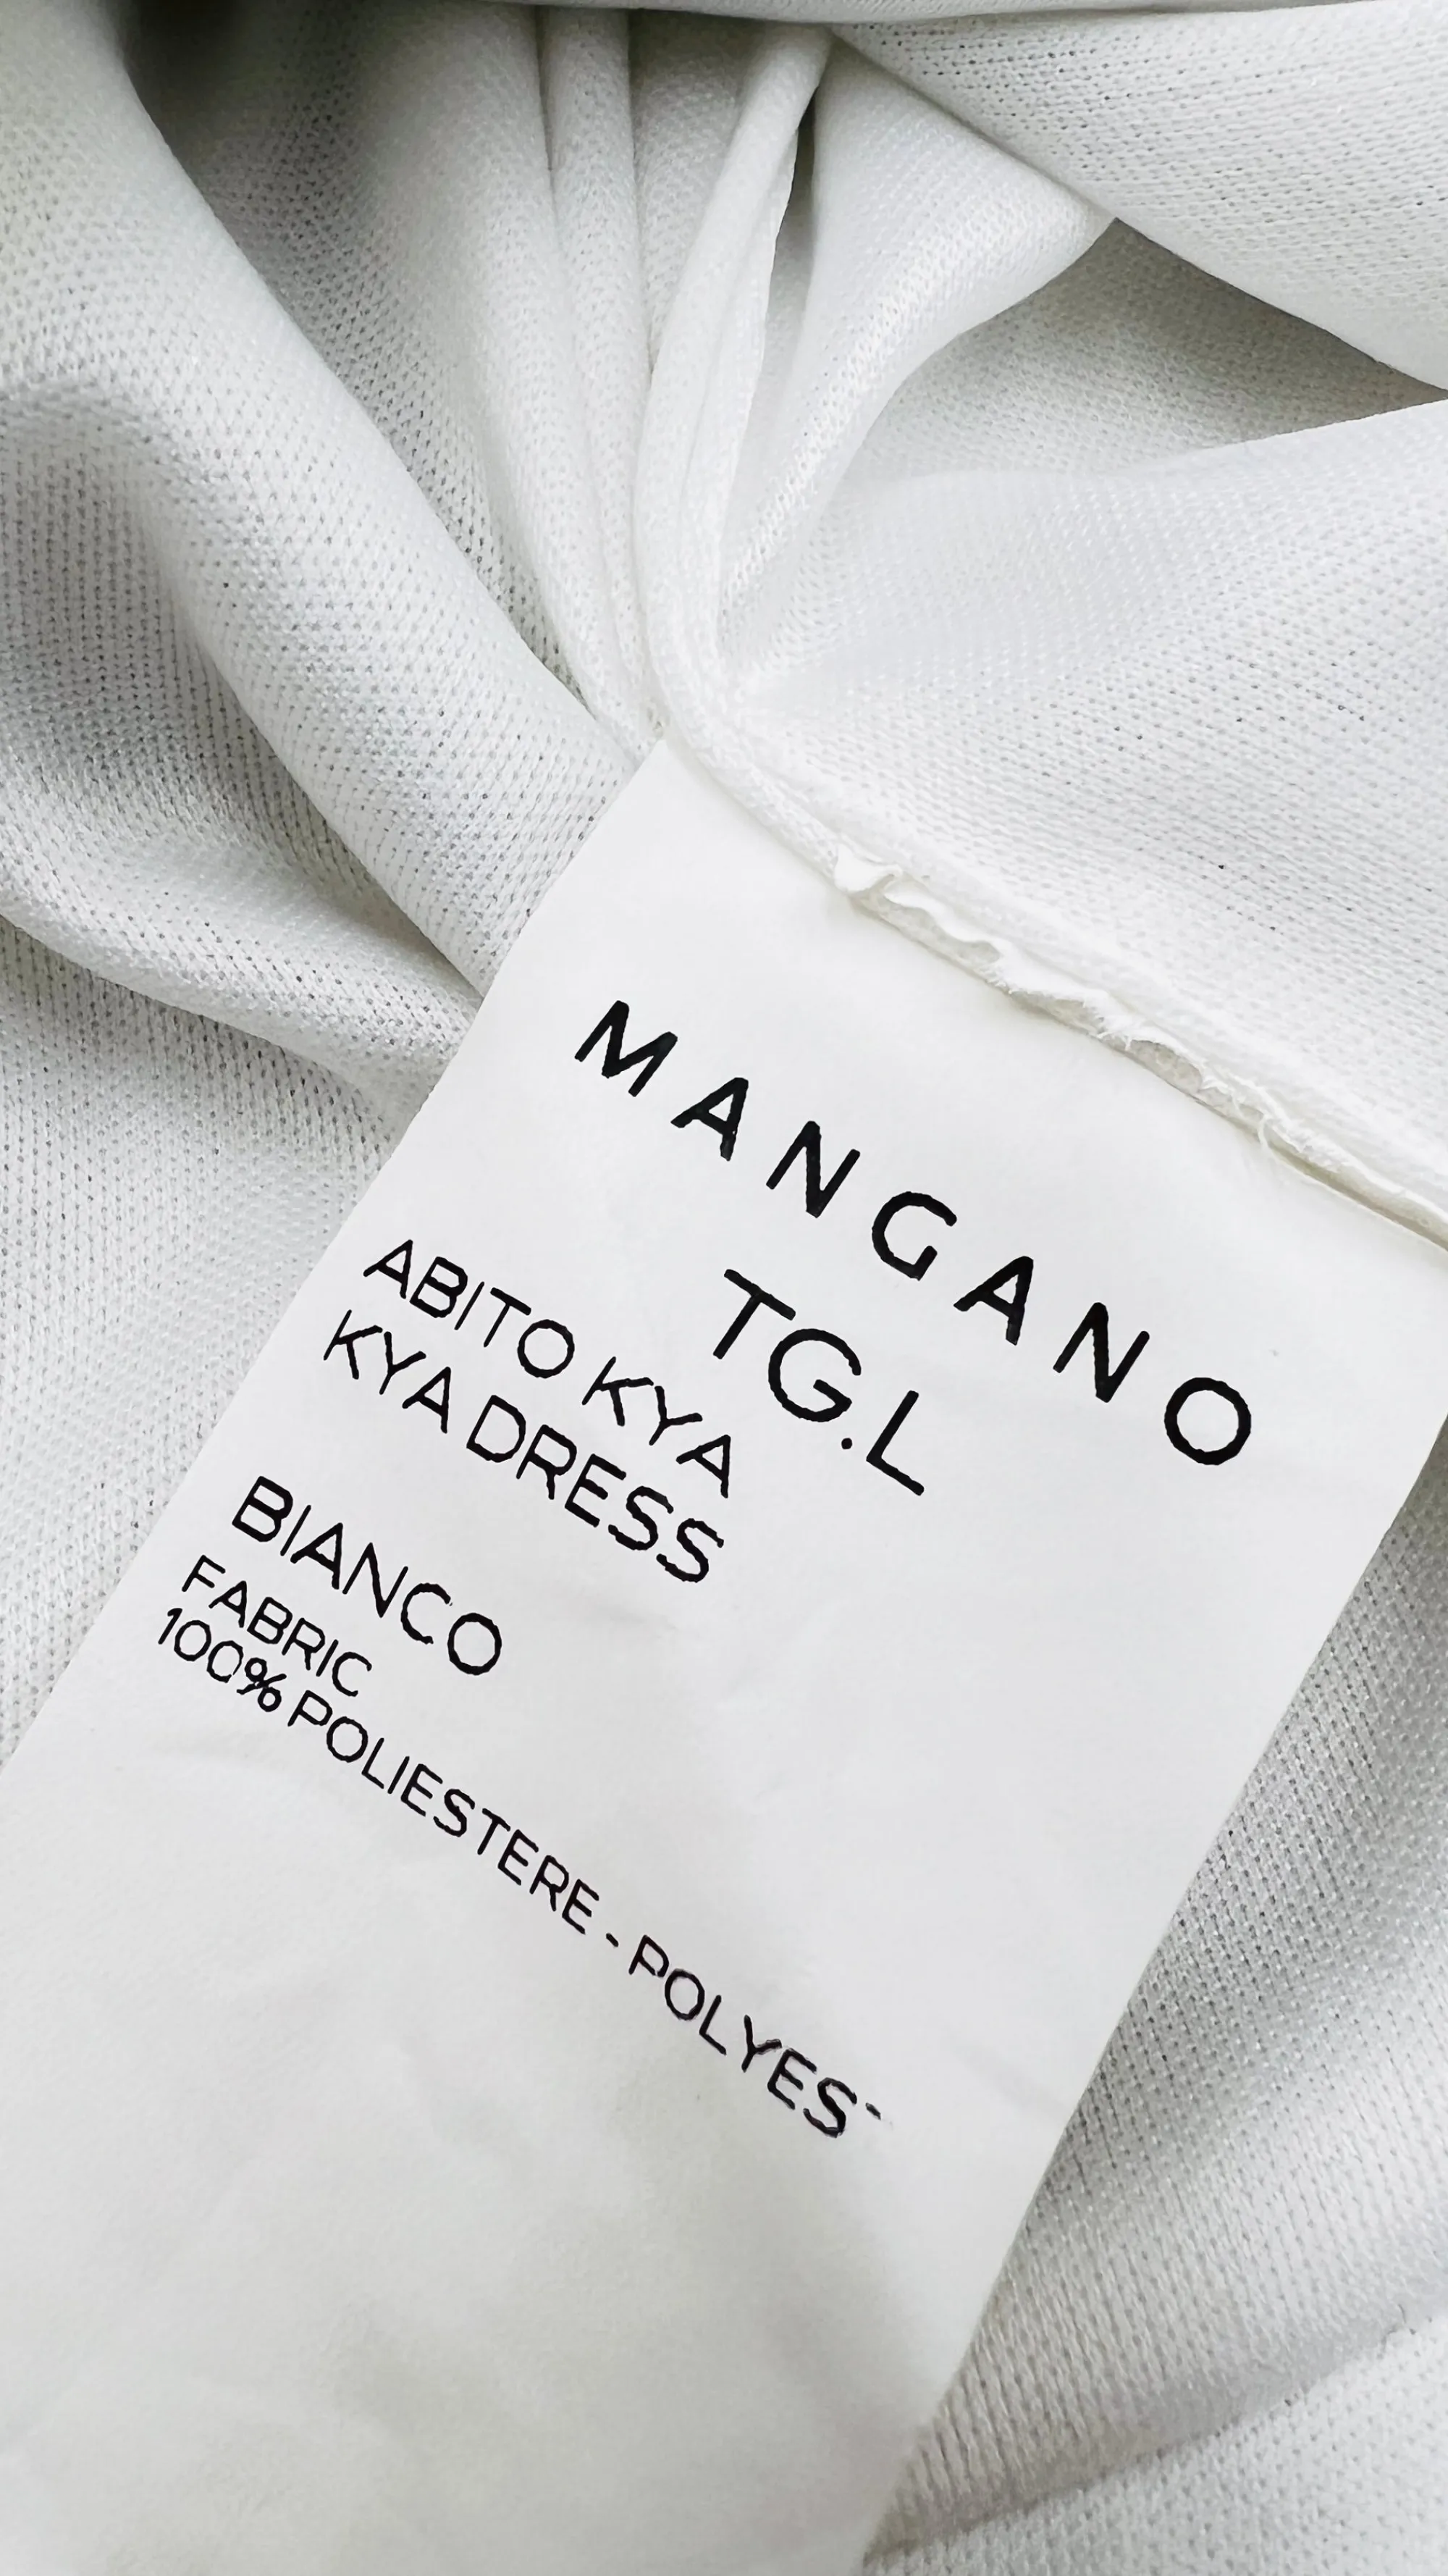 MANGANO
TG.L
ABITO KYA
KYA DRESS
BIANCO
FABRIC
100% POLIESTERE - POLYES